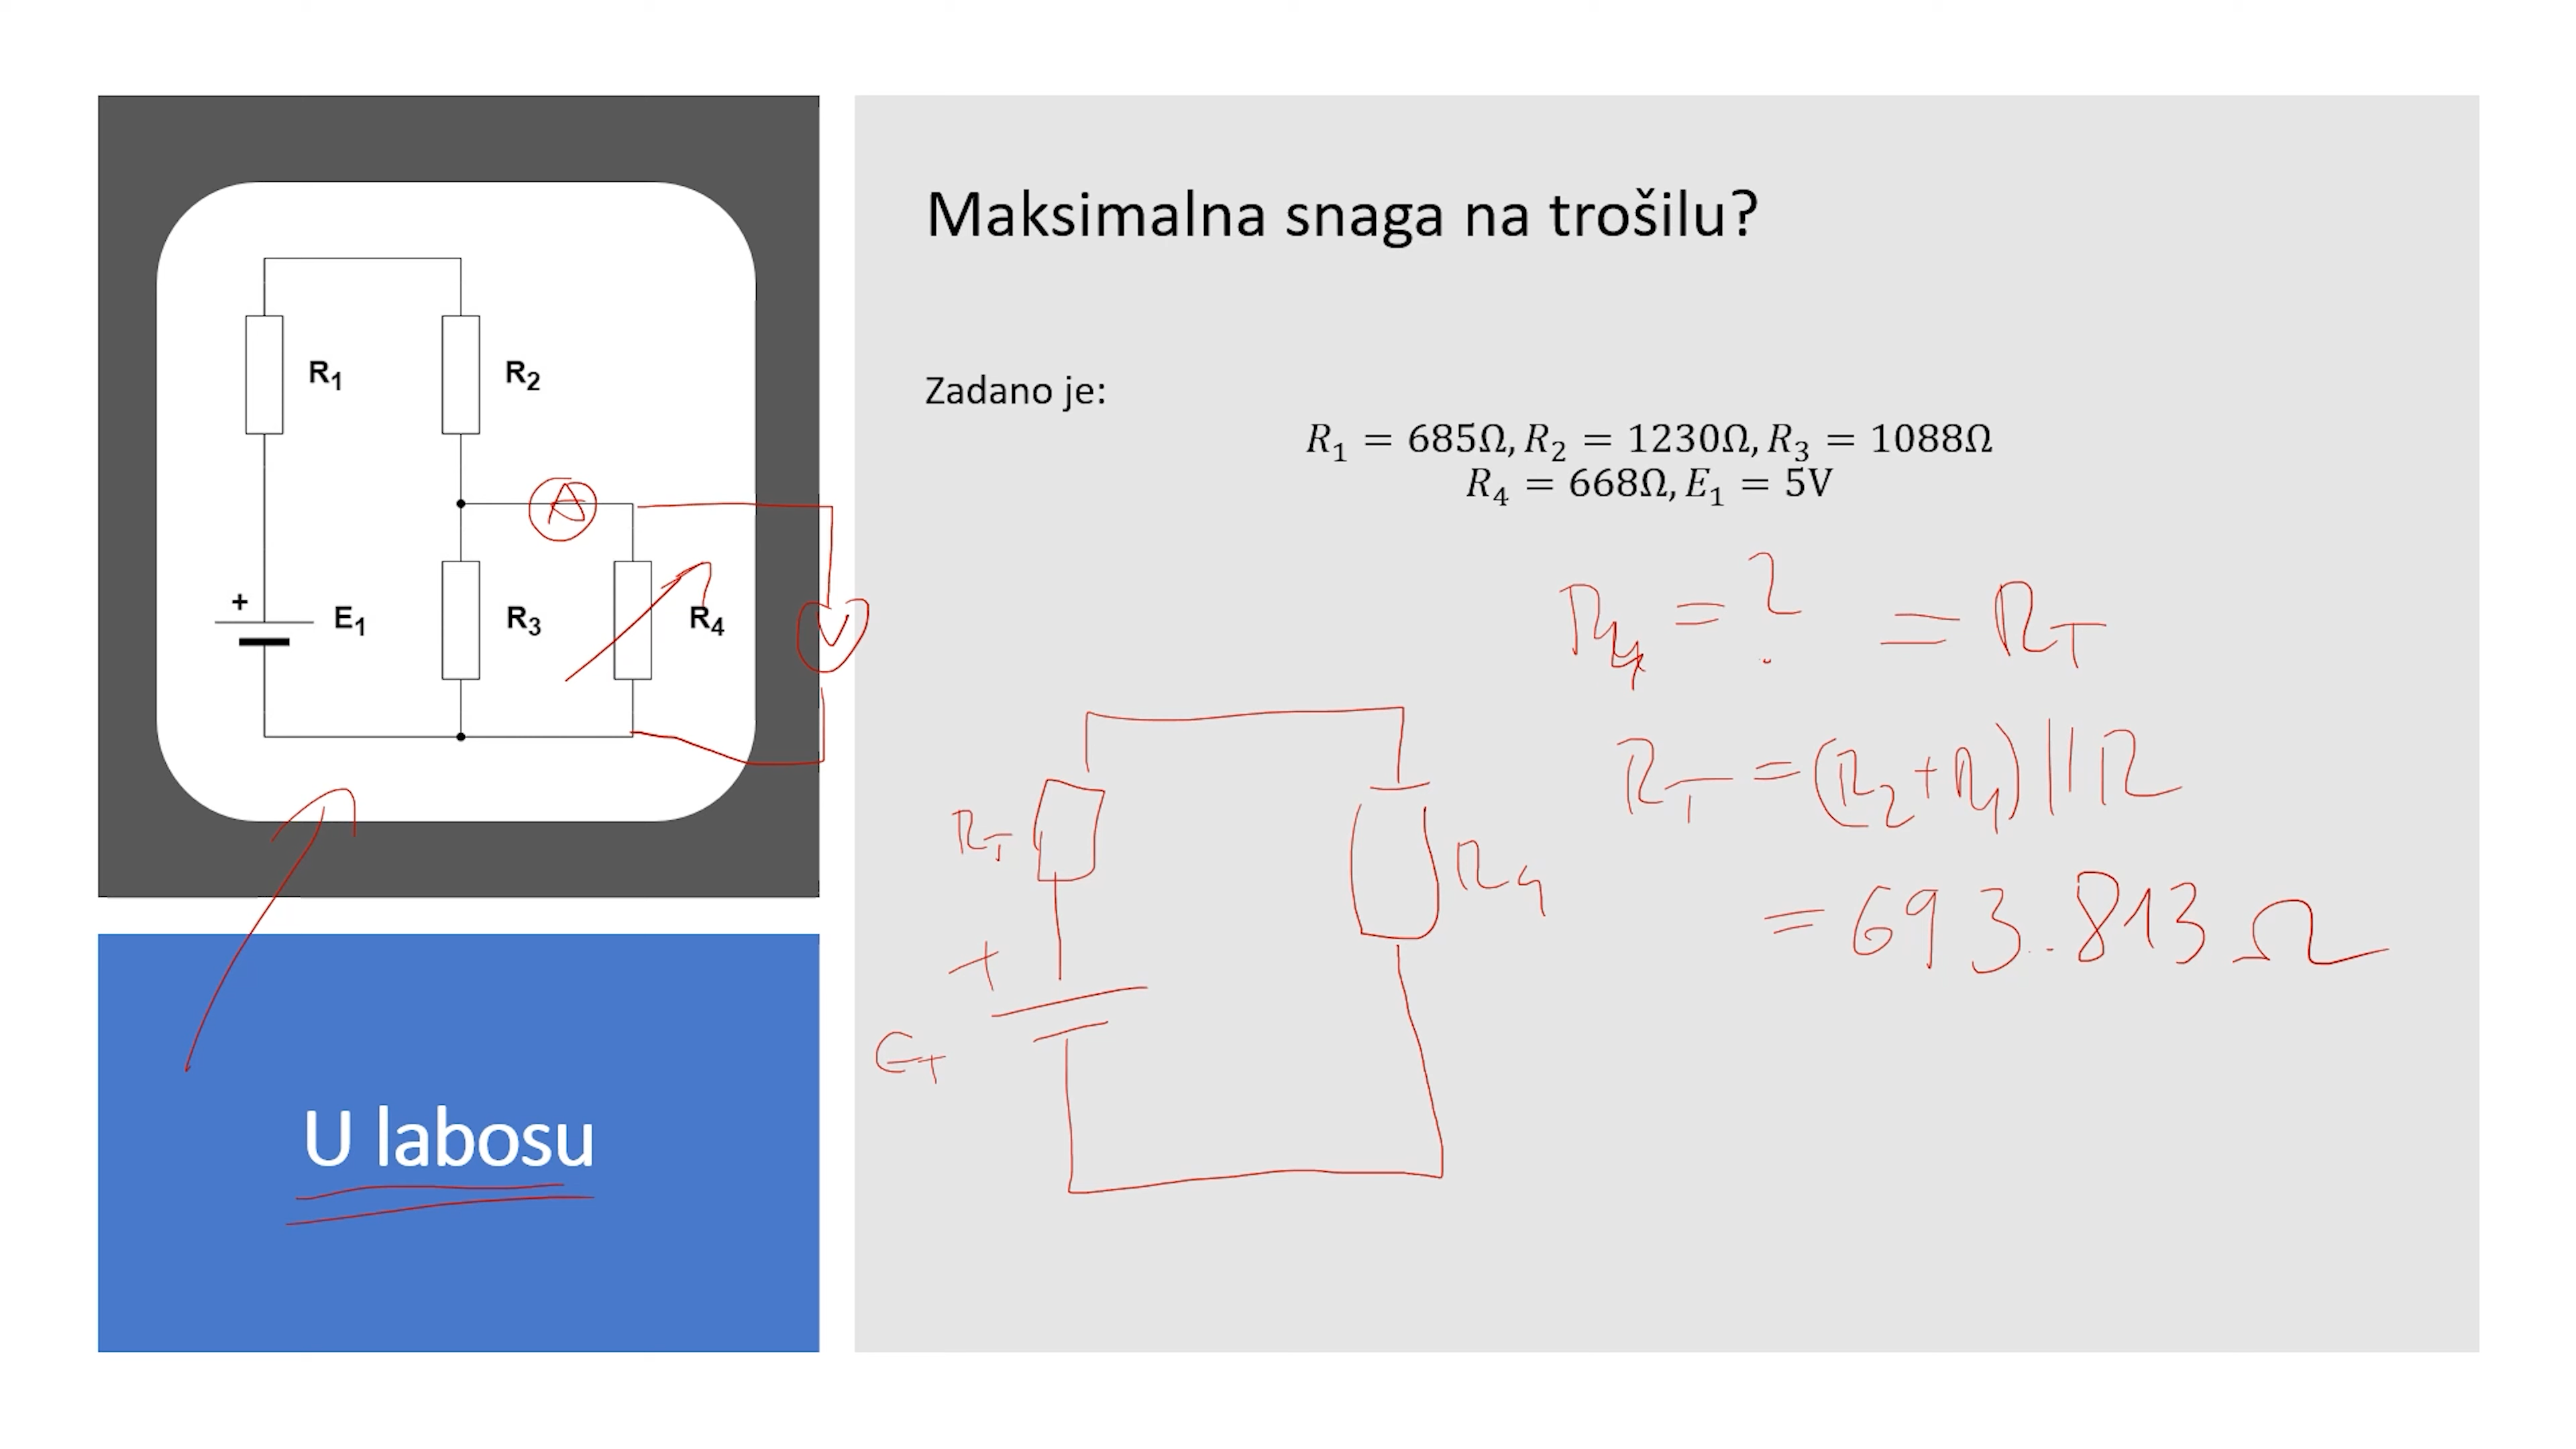 R1
R2
A
+
E1
R3
R4
V
U labosu
Maksimalna snaga na trošilu?
Zadano je:
R1 = 685Ω, R2 = 1230Ω, R3 = 1088Ω
R4 = 668Ω, E1 = 5V
R4 = ? = RT
RT = (R2 + R1) || R
= 693.813 Ω
RT
R4
+
ET